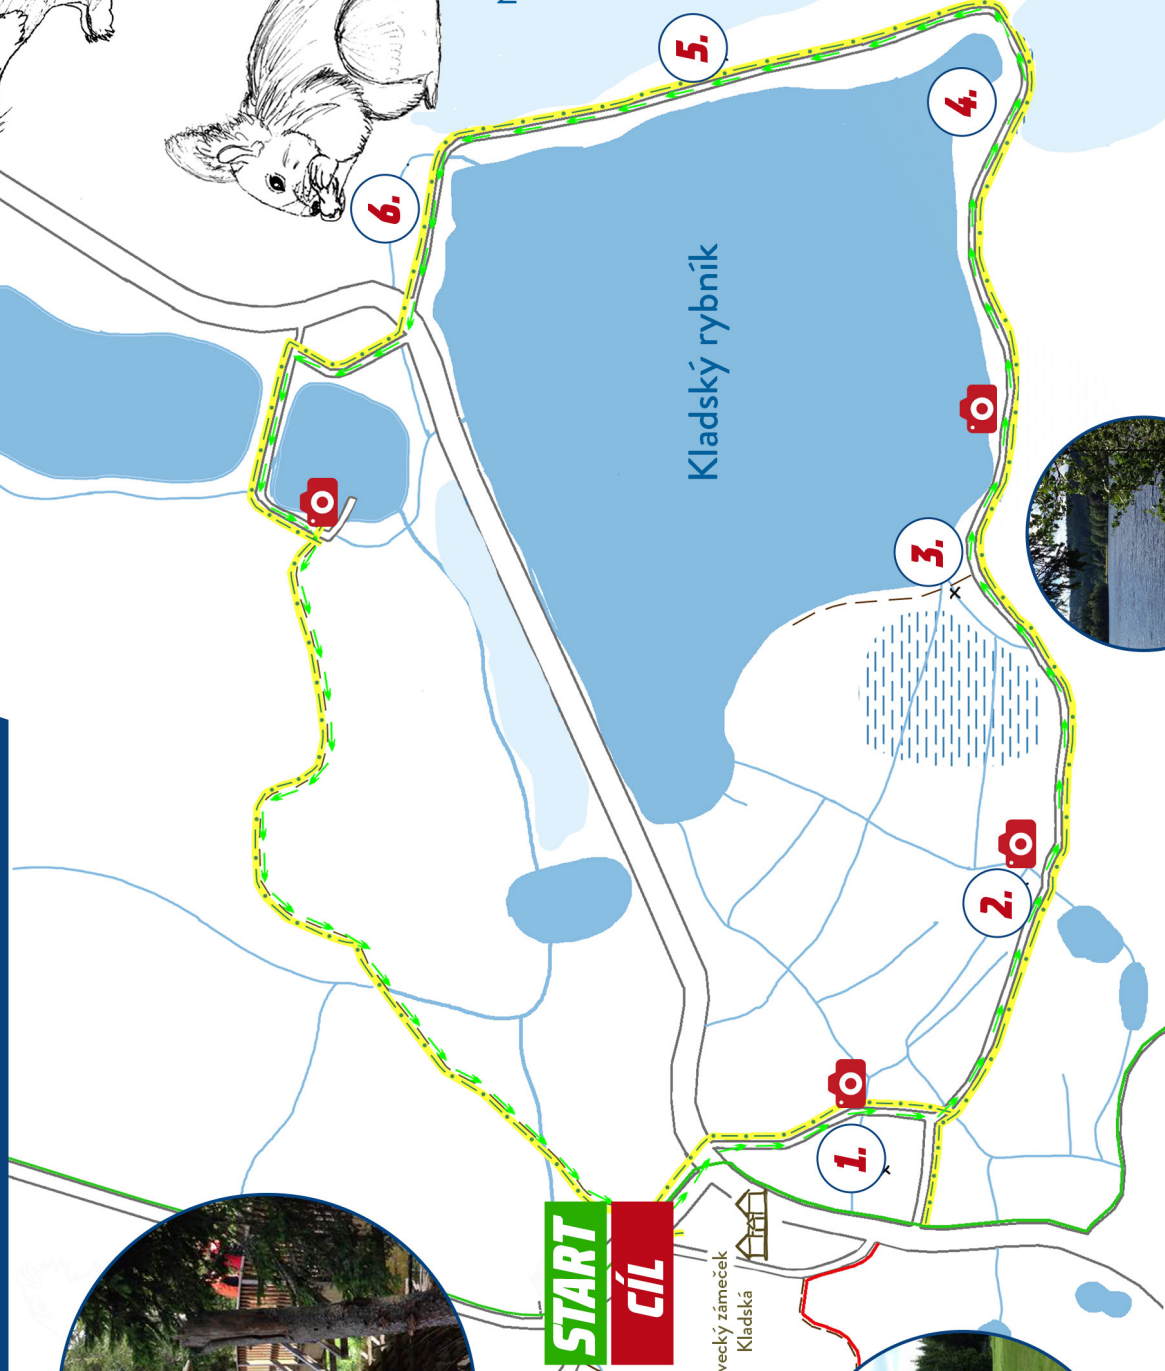 5.
4.
6.
Kladský rybník
3.
2.
1.
START
CÍL
vecký zámeček
Kladská